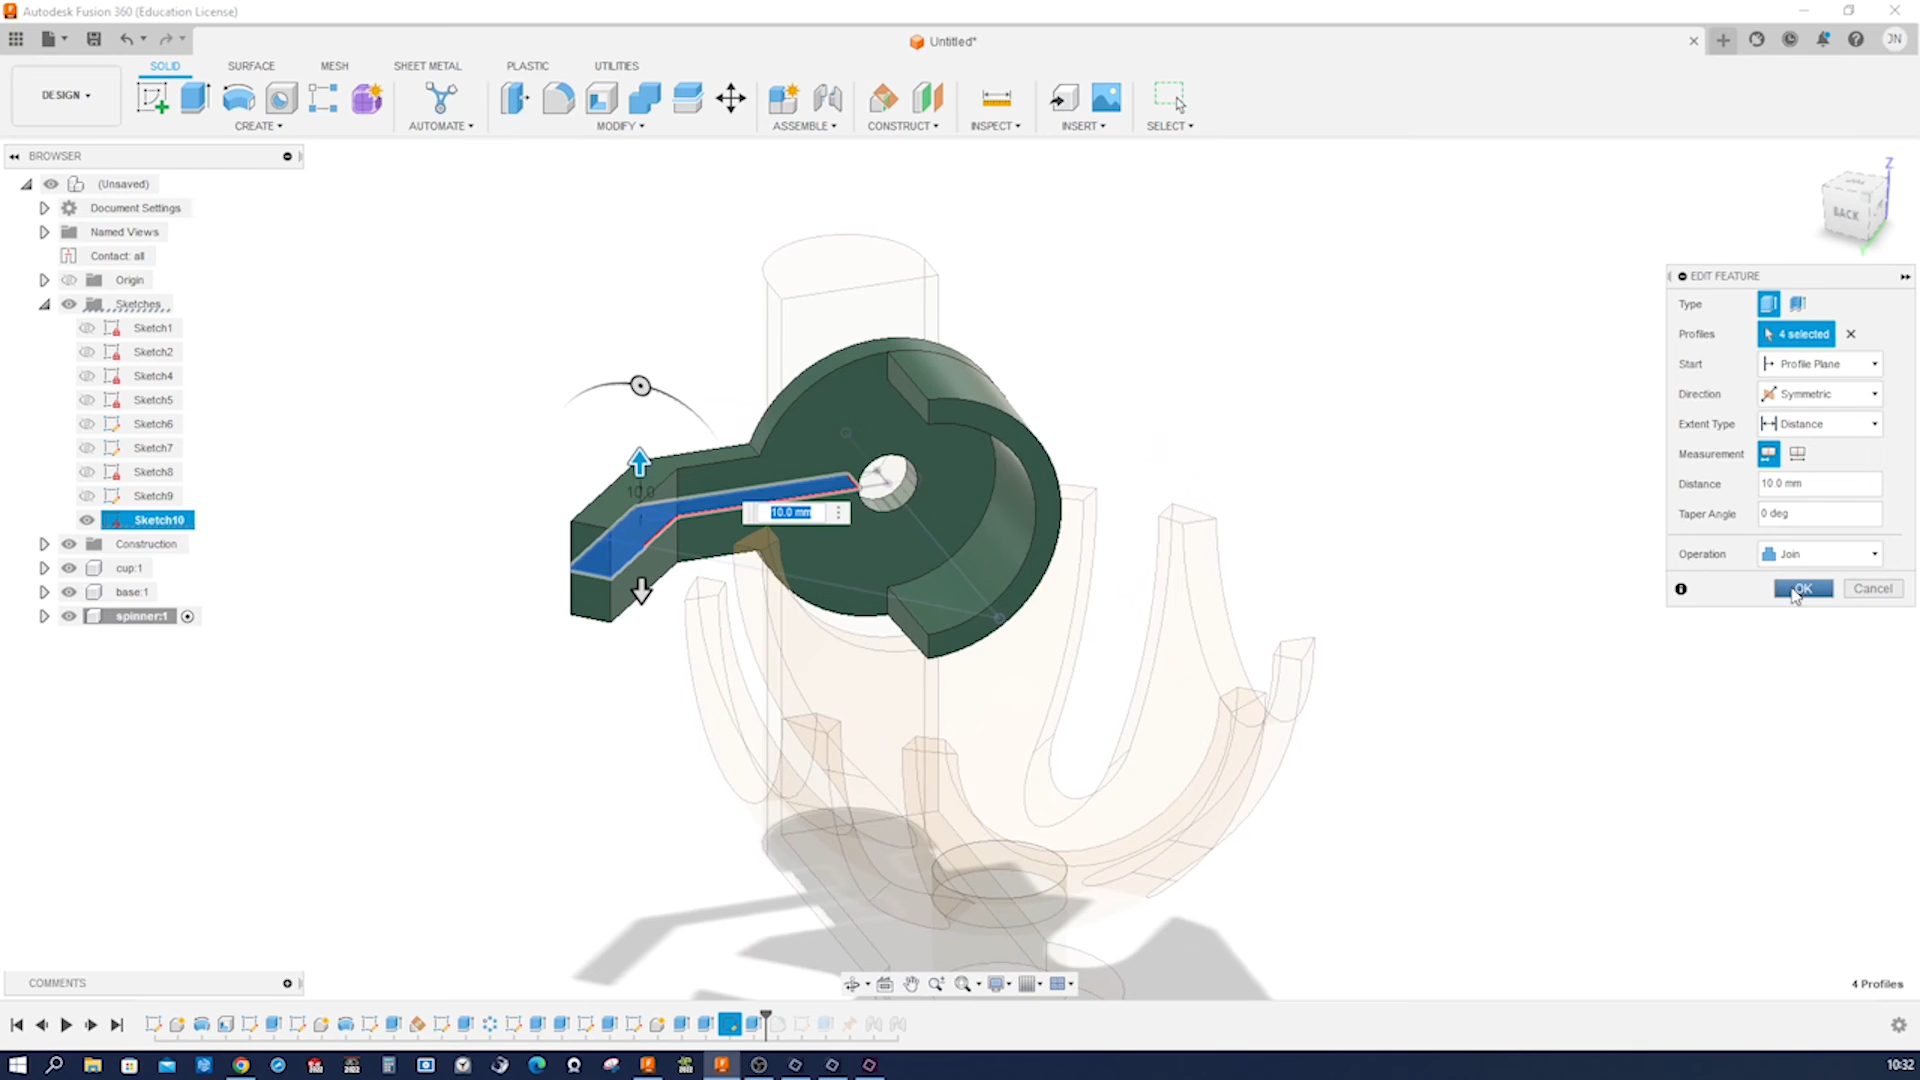 Autodesk Fusion 360 (Education License)
Untitled*
JN
DESIGN
SOLID
SURFACE
MESH
SHEET METAL
PLASTIC
UTILITIES
CREATE
AUTOMATE
MODIFY
ASSEMBLE
CONSTRUCT
INSPECT
INSERT
SELECT
BROWSER
(Unsaved)
Document Settings
Named Views
Contact: all
Origin
Sketches
Sketch1
Sketch2
Sketch4
Sketch5
Sketch6
Sketch7
Sketch8
Sketch9
Sketch10
Construction
cup:1
base:1
spinner:1
10.0
10.0 mm
Z
BACK
EDIT FEATURE
Type
Profiles 4 selected
Start Profile Plane
Direction Symmetric
Extent Type Distance
Measurement
Distance 10.0 mm
Taper Angle 0 deg
Operation Join
OK Cancel
COMMENTS
4 Profiles
10:32